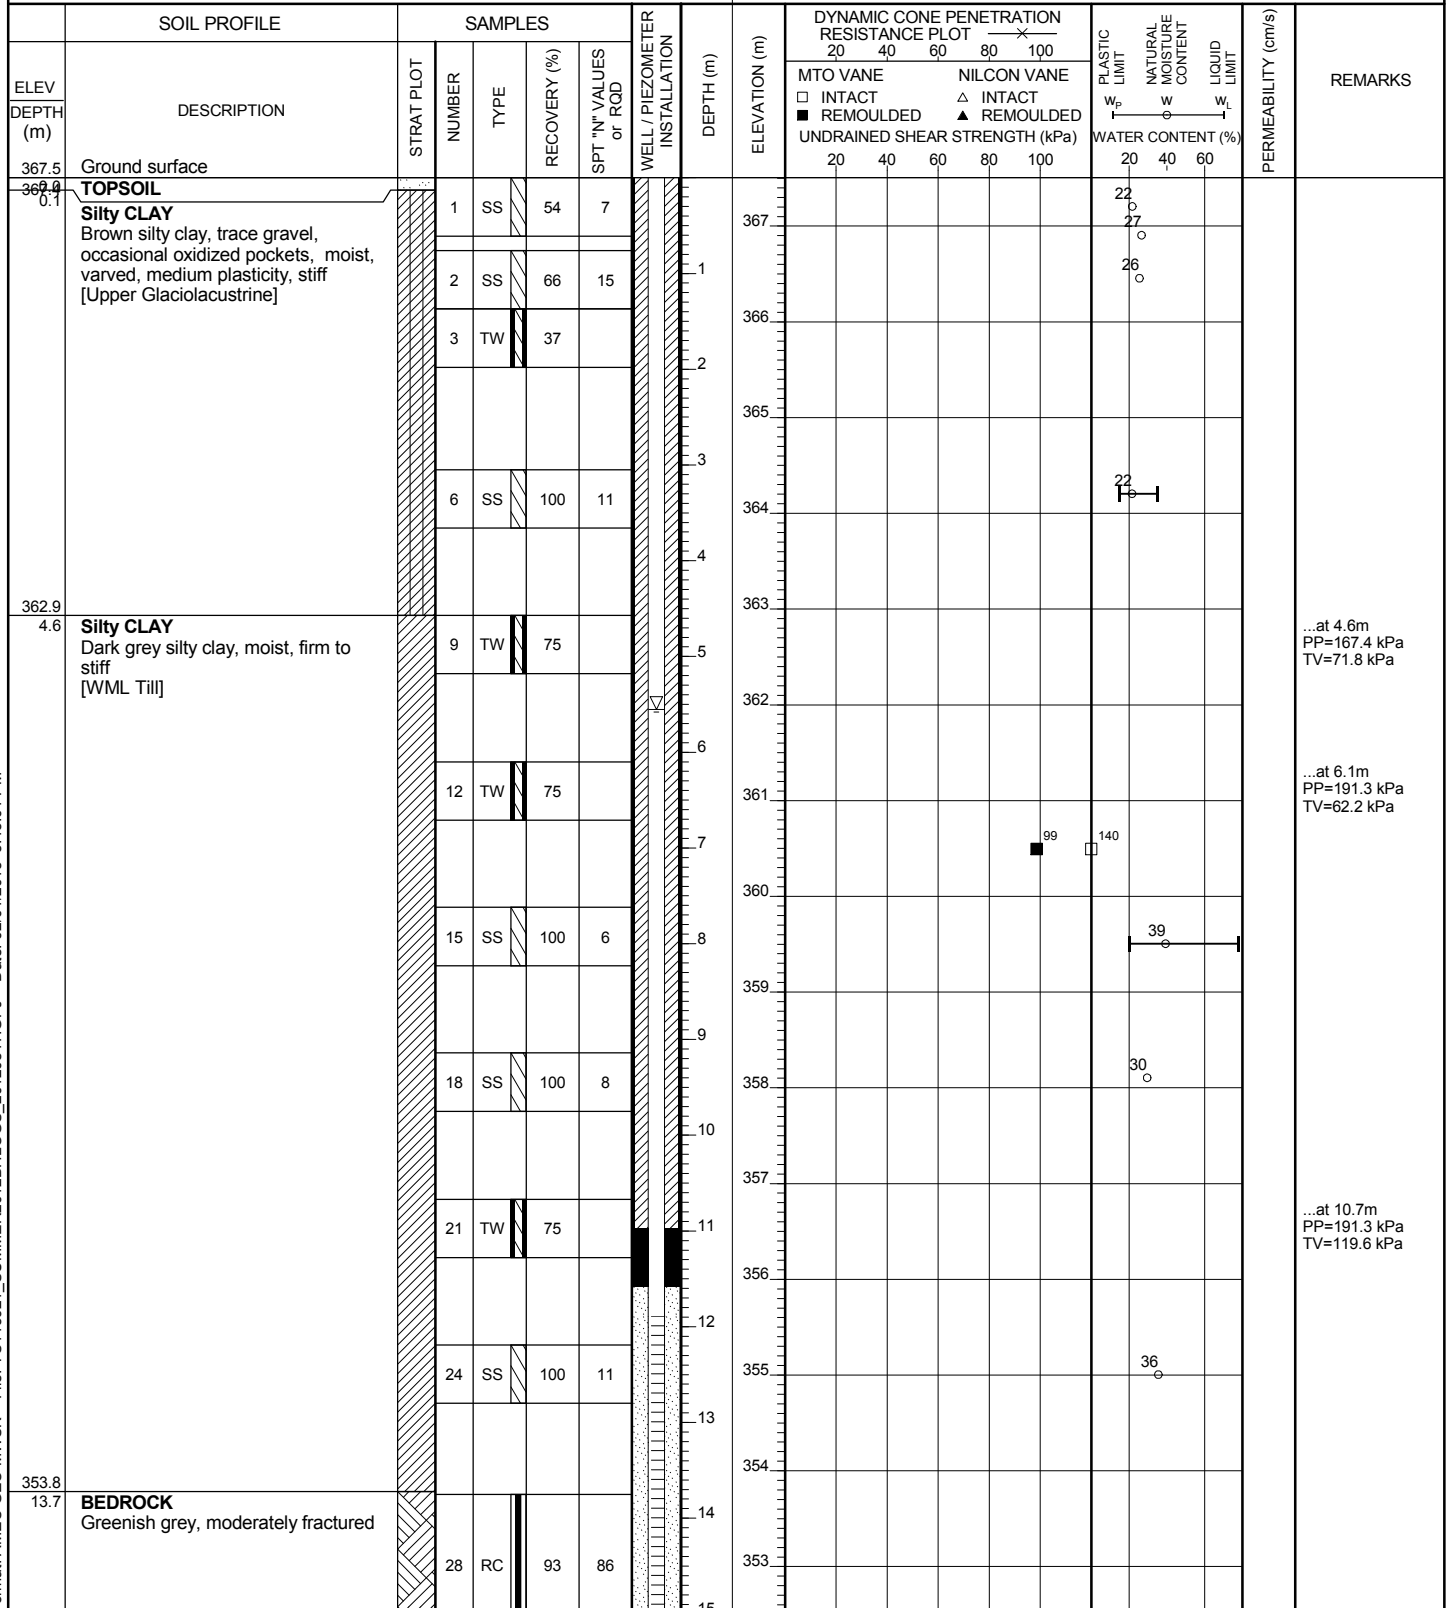 SOIL PROFILE
SAMPLES
WELL / PIEZOMETER
INSTALLATION
DEPTH (m)
ELEVATION (m)
DYNAMIC CONE PENETRATION
RESISTANCE PLOT
20 40 60 80 100
MTO VANE NILCON VANE
INTACT INTACT
REMOULDED REMOULDED
UNDRAINED SHEAR STRENGTH (kPa)
20 40 60 80 100
PLASTIC
LIMIT
NATURAL
MOISTURE
CONTENT
LIQUID
LIMIT
WP W WL
WATER CONTENT (%)
20 40 60
PERMEABILITY (cm/s)
REMARKS
ELEV
DEPTH
(m)
DESCRIPTION
STRAT PLOT
NUMBER
TYPE
RECOVERY (%)
SPT "N" VALUES
or RQD
367.5 Ground surface
0.0
367.4
0.1
TOPSOIL
Silty CLAY
Brown silty clay, trace gravel,
occasional oxidized pockets, moist,
varved, medium plasticity, stiff
[Upper Glaciolacustrine]
1 SS 54 7
2 SS 66 15
3 TW 37
6 SS 100 11
362.9
4.6
Silty CLAY
Dark grey silty clay, moist, firm to
stiff
[WML Till]
9 TW 75
12 TW 75
15 SS 100 6
18 SS 100 8
21 TW 75
24 SS 100 11
353.8
13.7
BEDROCK
Greenish grey, moderately fractured
28 RC 93 86
1
2
3
4
5
6
7
8
9
10
11
12
13
14
15
367
366
365
364
363
362
361
360
359
358
357
356
355
354
353
22
27
26
22
99 140
39
30
36
...at 4.6m
PP=167.4 kPa
TV=71.8 kPa
...at 6.1m
PP=191.3 kPa
TV=62.2 kPa
...at 10.7m
PP=191.3 kPa
TV=119.6 kPa